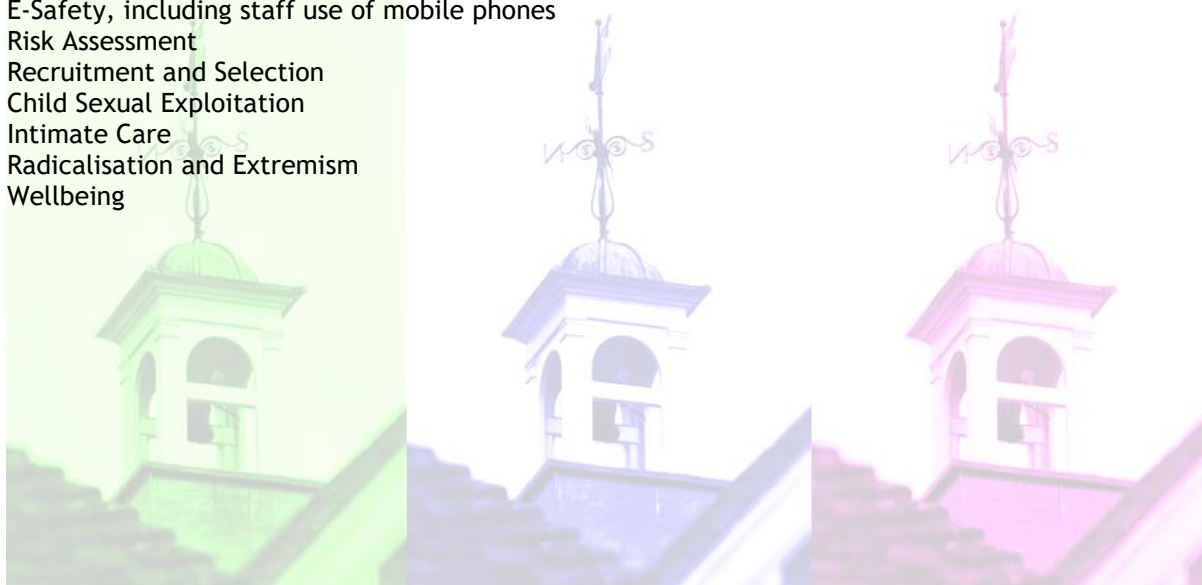 E-Safety, including staff use of mobile phones
Risk Assessment
Recruitment and Selection
Child Sexual Exploitation
Intimate Care
Radicalisation and Extremism
Wellbeing
N S
N S
N S